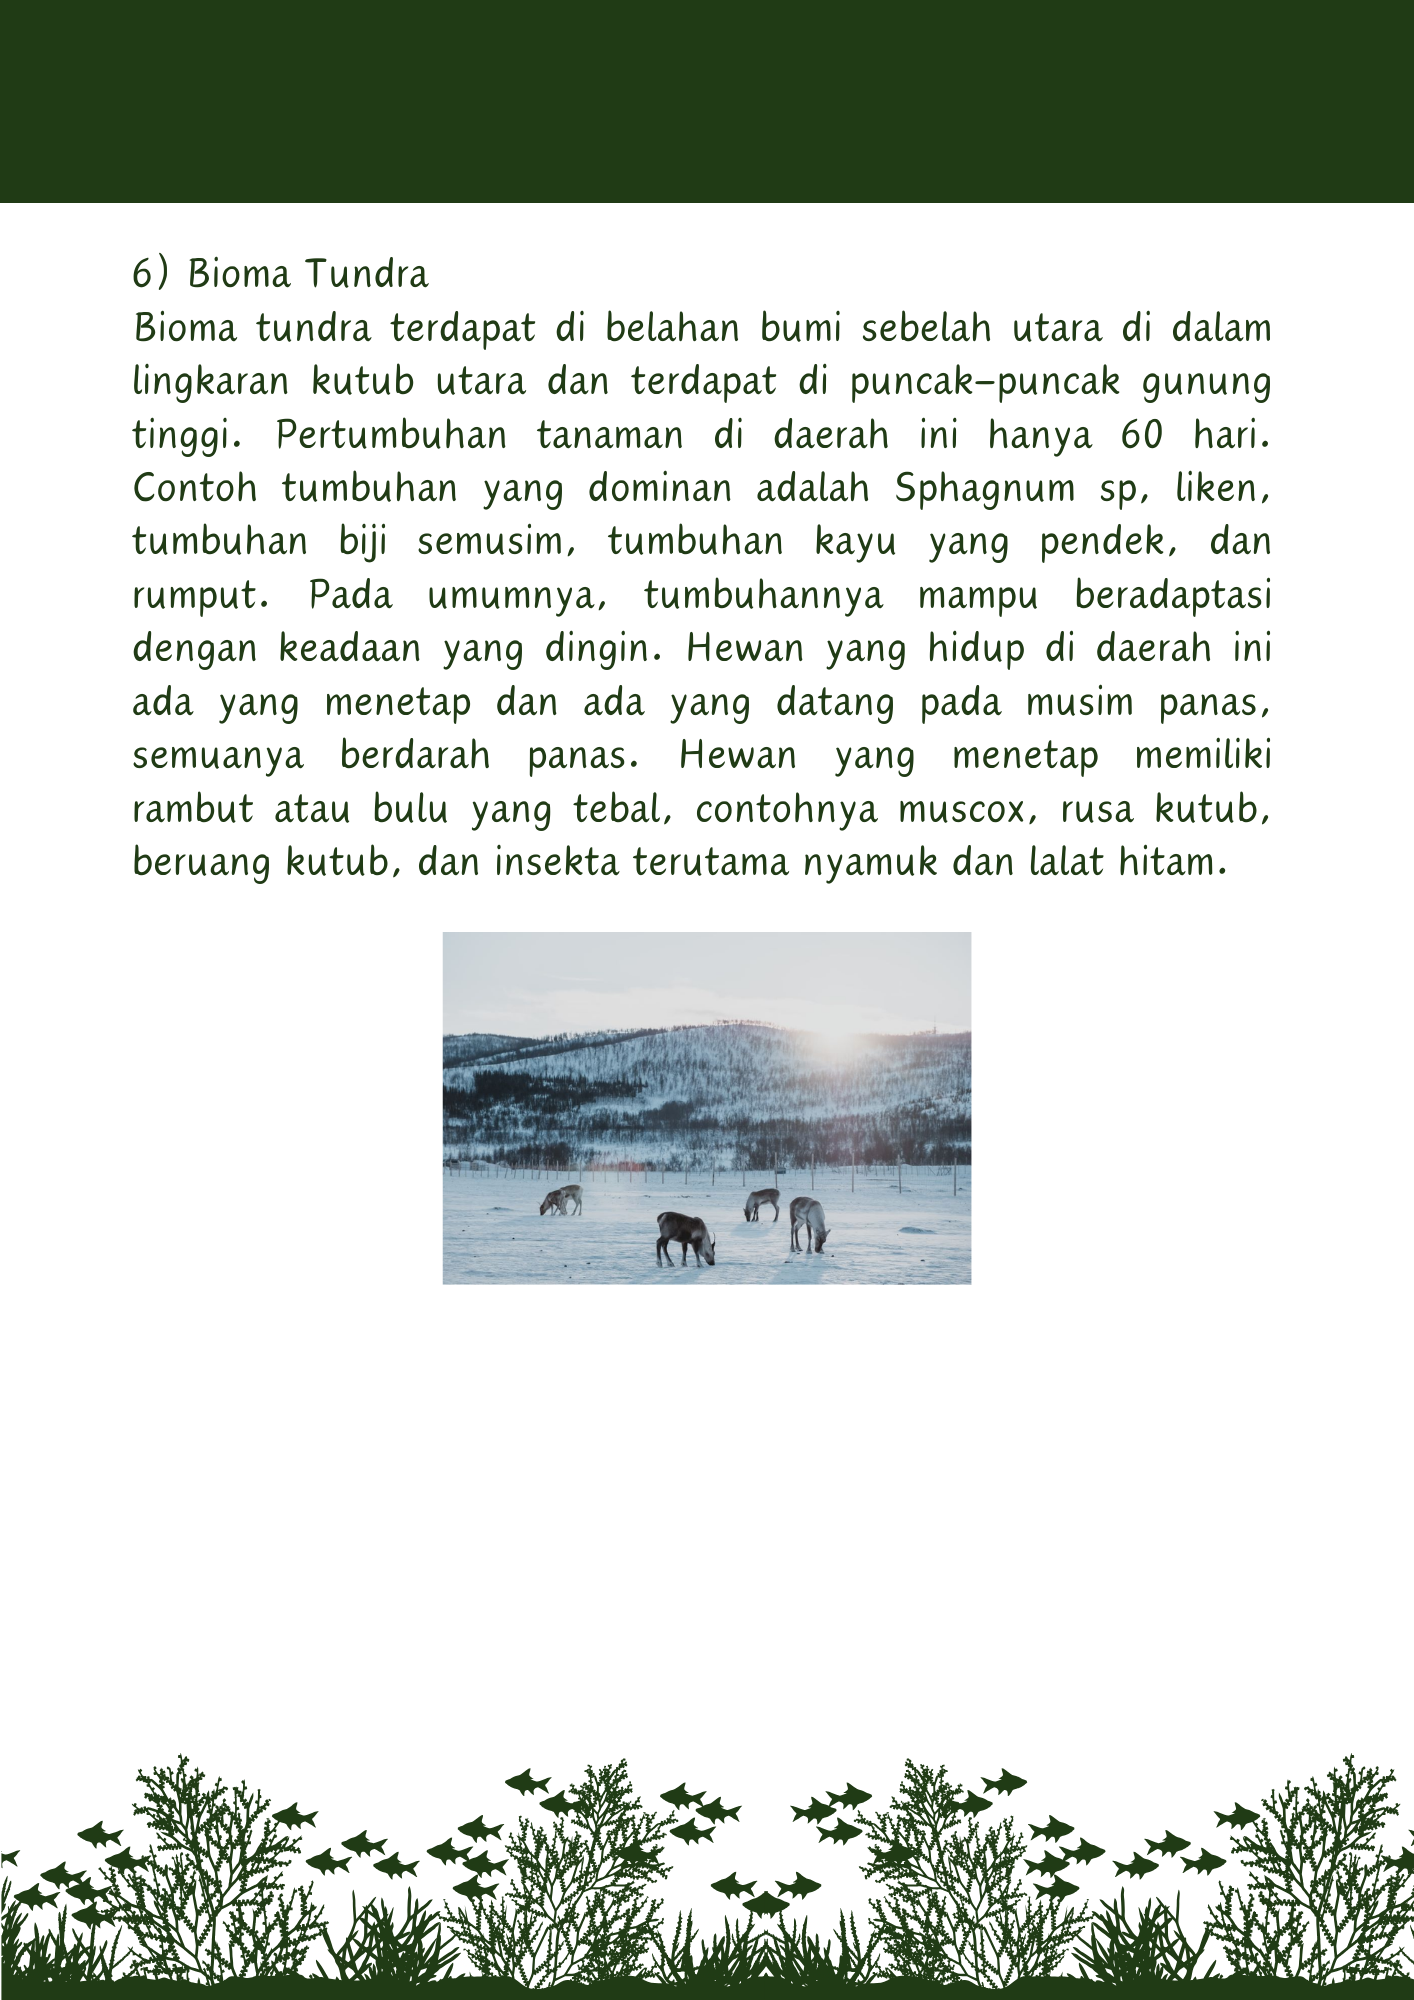 6) Bioma Tundra
Bioma tundra terdapat di belahan bumi sebelah utara di dalam
lingkaran kutub utara dan terdapat di puncak–puncak gunung
tinggi. Pertumbuhan tanaman di daerah ini hanya 60 hari.
Contoh tumbuhan yang dominan adalah Sphagnum sp, liken,
tumbuhan biji semusim, tumbuhan kayu yang pendek, dan
rumput. Pada umumnya, tumbuhannya mampu beradaptasi
dengan keadaan yang dingin. Hewan yang hidup di daerah ini
ada yang menetap dan ada yang datang pada musim panas,
semuanya berdarah panas. Hewan yang menetap memiliki
rambut atau bulu yang tebal, contohnya muscox, rusa kutub,
beruang kutub, dan insekta terutama nyamuk dan lalat hitam.